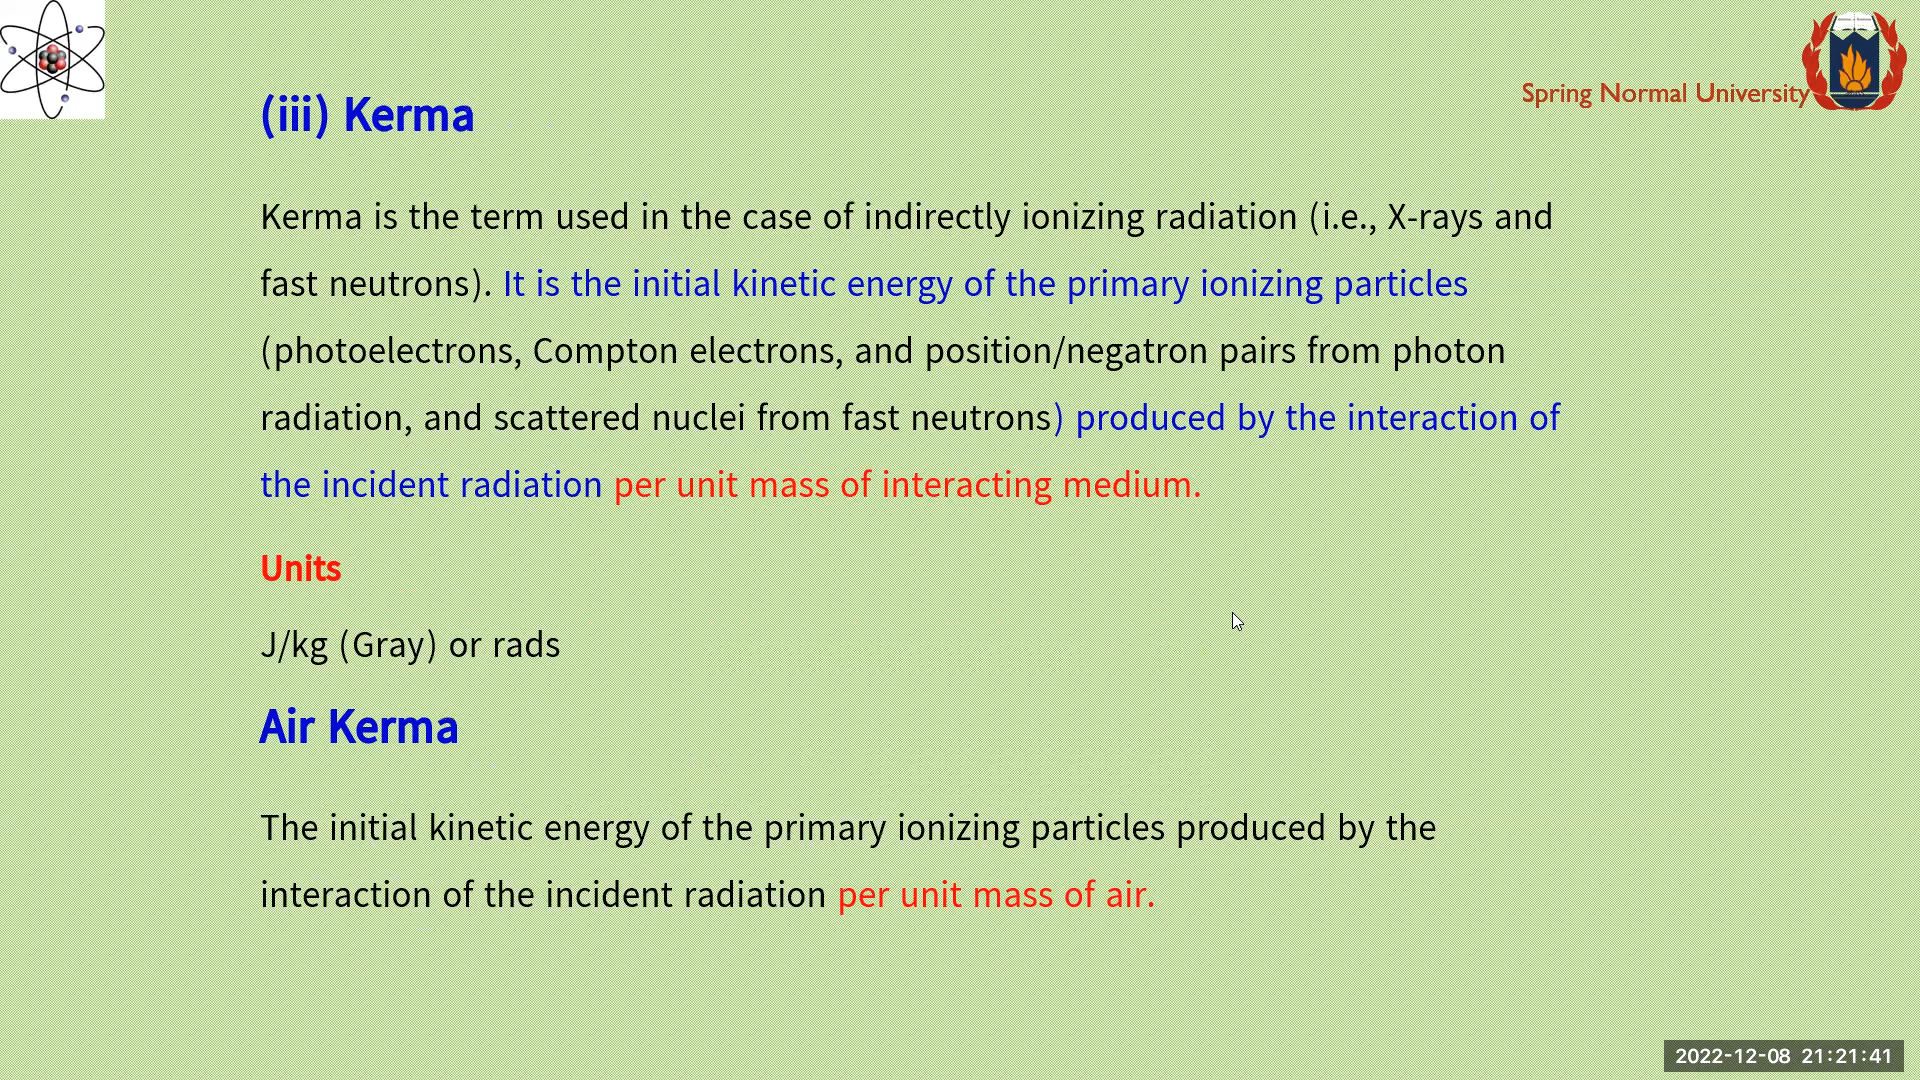 Spring Normal University
(iii) Kerma
Kerma is the term used in the case of indirectly ionizing radiation (i.e., X-rays and
fast neutrons). It is the initial kinetic energy of the primary ionizing particles
(photoelectrons, Compton electrons, and position/negatron pairs from photon
radiation, and scattered nuclei from fast neutrons) produced by the interaction of
the incident radiation per unit mass of interacting medium.
Units
J/kg (Gray) or rads
Air Kerma
The initial kinetic energy of the primary ionizing particles produced by the
interaction of the incident radiation per unit mass of air.
2022-12-08 21:21:41